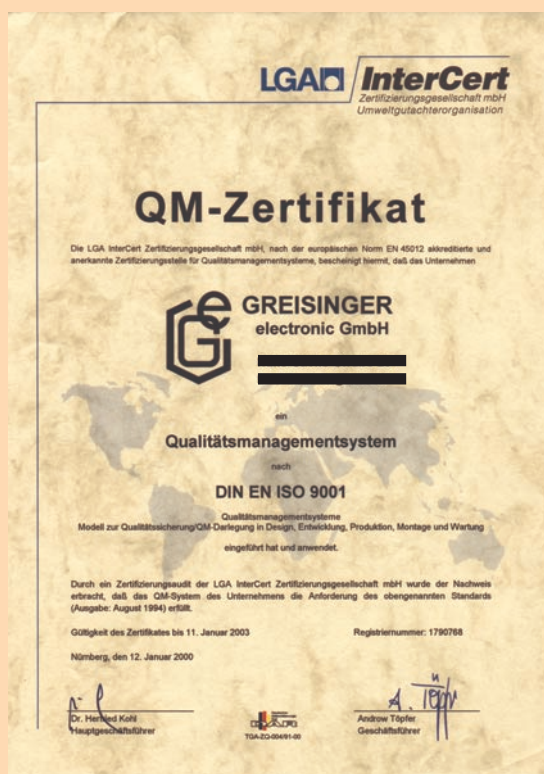 LGA InterCert
Zertifizierungsgesellschaft mbH
Umweltgutachterorganisation
QM-Zertifikat
Die LGA InterCert Zertifizierungsgesellschaft mbH, nach der europäischen Norm EN 45012 akkreditierte und
anerkannte Zertifizierungsstelle für Qualitätsmanagementsysteme, bescheinigt hiermit, daß das Unternehmen
GREISINGER
electronic GmbH
ein
Qualitätsmanagementsystem
nach
DIN EN ISO 9001
Qualitätsmanagementsysteme
Modell zur Qualitätssicherung/QM-Darlegung in Design, Entwicklung, Produktion, Montage und Wartung
eingeführt hat und anwendet.
Durch ein Zertifizierungsaudit der LGA InterCert Zertifizierungsgesellschaft mbH wurde der Nachweis
erbracht, daß das QM-System des Unternehmens die Anforderung des obengenannten Standards
(Ausgabe: August 1994) erfüllt.
Gültigkeit des Zertifikates bis 11. Januar 2003 Registriernummer: 1790768
Nürnberg, den 12. Januar 2000
A. Töpfer
Dr. Kohl Androw Töpfer
Hauptgeschäftsführer Geschäftsführer
TGA-ZQ-004/91-00